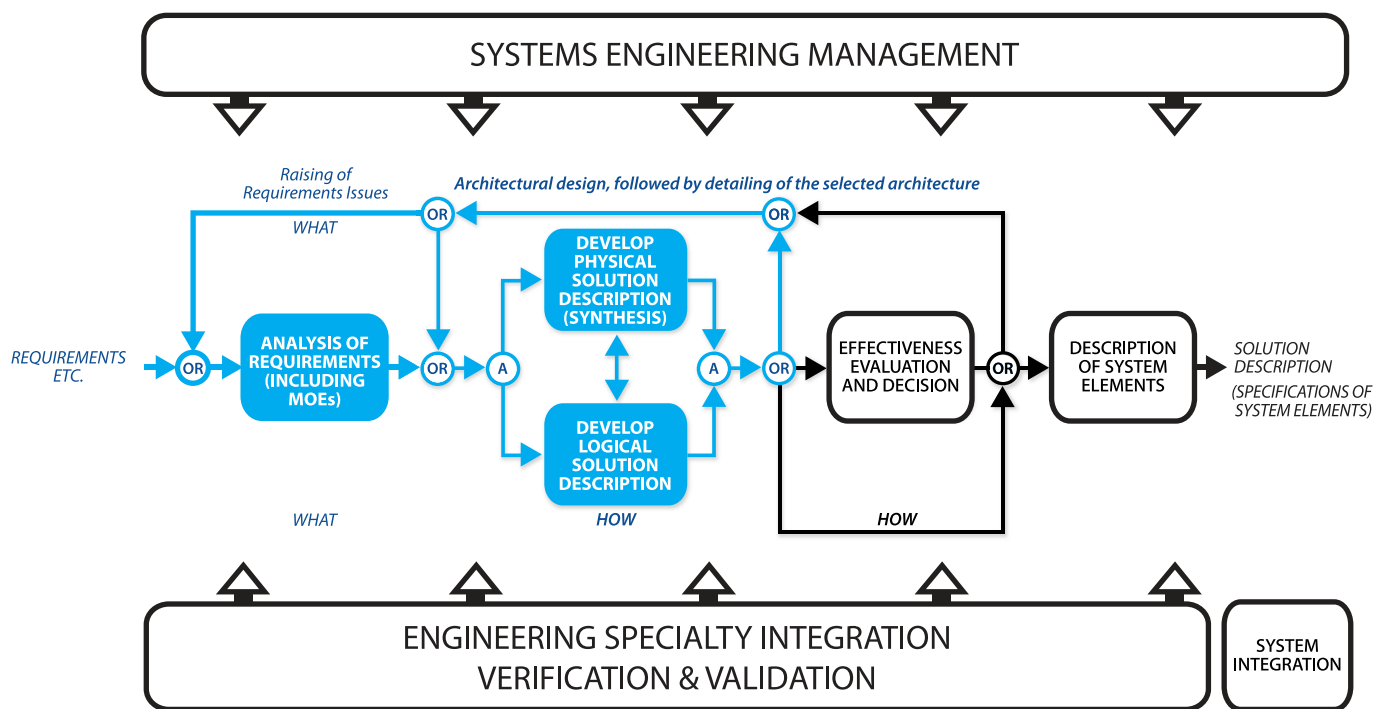 SYSTEMS ENGINEERING MANAGEMENT
Raising of
Requirements Issues
Architectural design, followed by detailing of the selected architecture
OR
OR
WHAT
DEVELOP
PHYSICAL
SOLUTION
DESCRIPTION
(SYNTHESIS)
REQUIREMENTS
ETC.
OR
ANALYSIS OF
REQUIREMENTS
(INCLUDING
MOEs)
OR
A
A
OR
EFFECTIVENESS
EVALUATION
AND DECISION
OR
DESCRIPTION
OF SYSTEM
ELEMENTS
SOLUTION
DESCRIPTION
(SPECIFICATIONS OF
SYSTEM ELEMENTS)
DEVELOP
LOGICAL
SOLUTION
DESCRIPTION
WHAT
HOW
HOW
ENGINEERING SPECIALTY INTEGRATION
VERIFICATION & VALIDATION
SYSTEM
INTEGRATION